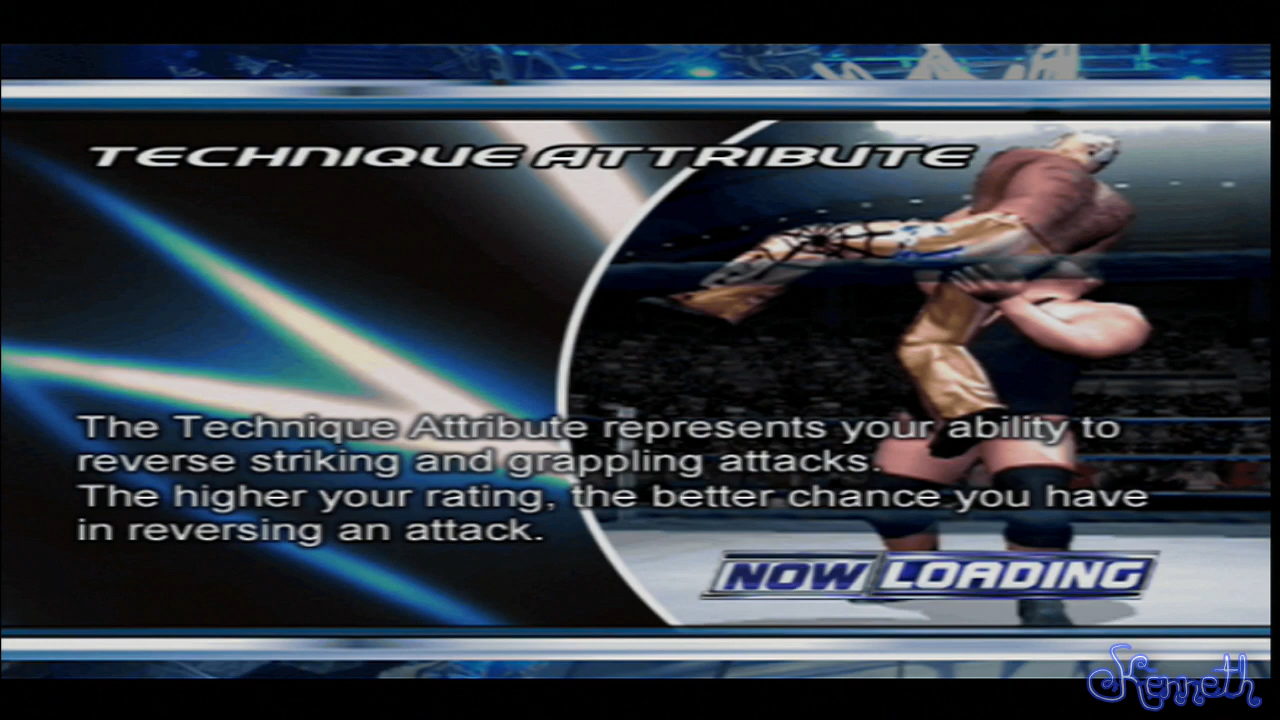 TECHNIQUE ATTRIBUTE
The Technique Attribute represents your ability to
reverse striking and grappling attacks.
The higher your rating, the better chance you have
in reversing an attack.
NOW LOADING
Kenneth